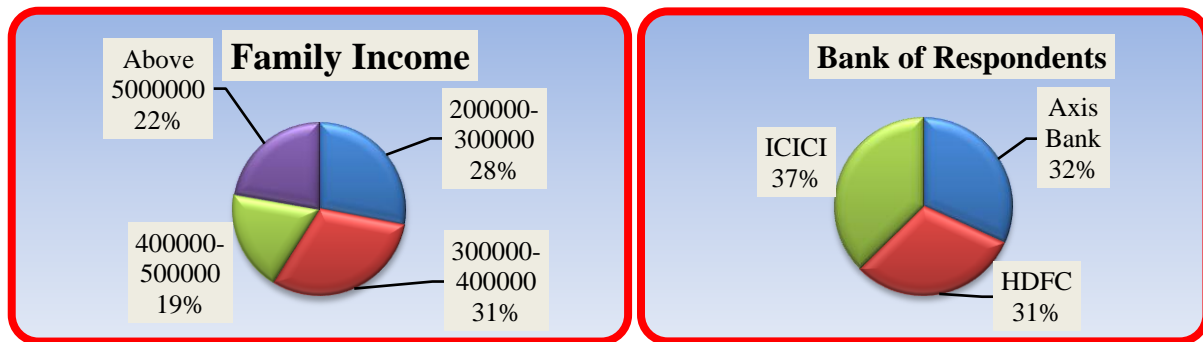 Family Income
Above
5000000
22%
200000-
300000
28%
400000-
500000
19%
300000-
400000
31%
Bank of Respondents
Axis
Bank
32%
ICICI
37%
HDFC
31%